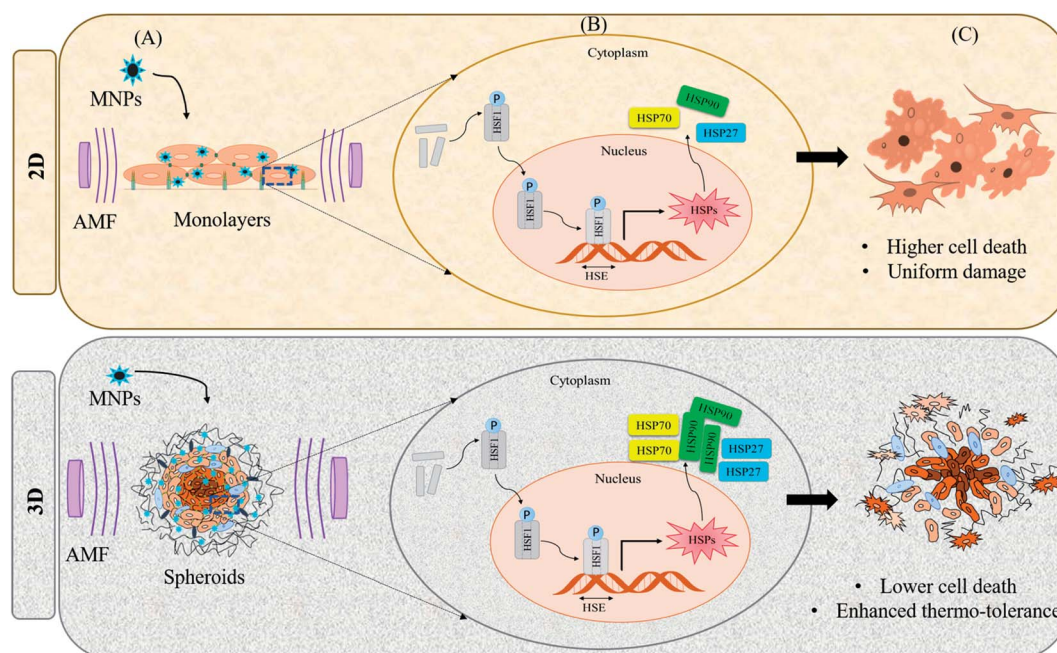 2D
(A)
MNPs
AMF
Monolayers
(B)
Cytoplasm
P
HSF1
HSP70
HSP90
HSP27
Nucleus
P
HSF1
P
HSF1
HSPs
HSE
(C)
• Higher cell death
• Uniform damage
3D
MNPs
AMF
Spheroids
Cytoplasm
P
HSF1
HSP70
HSP70
HSP90
HSP90
HSP90
HSP27
HSP27
Nucleus
P
HSF1
P
HSF1
HSPs
HSE
• Lower cell death
• Enhanced thermo-tolerance